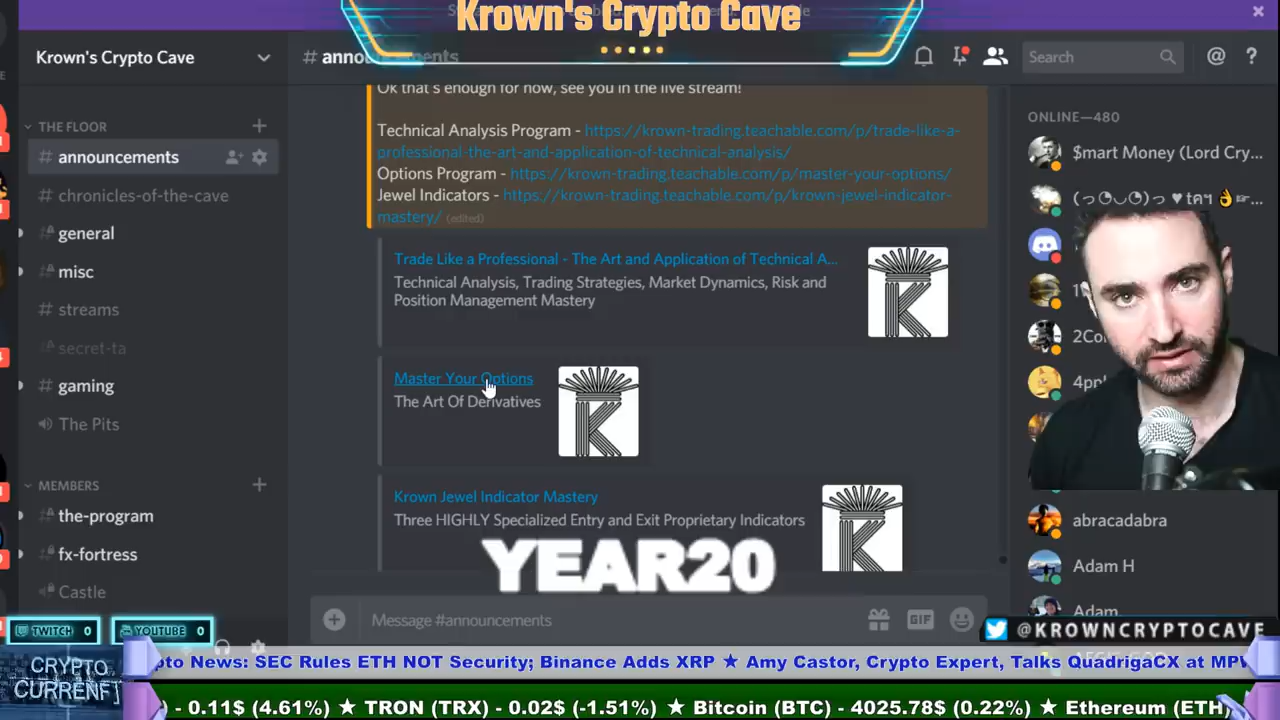 Krown's Crypto Cave
Krown's Crypto Cave
# announcements
Search
@ ?
Ok that's enough for now, see you in the live stream!
THE FLOOR
ONLINE—480
Technical Analysis Program - https://krown-trading.teachable.com/p/trade-like-a-
professional-the-art-and-application-of-technical-analysis/
Options Program - https://krown-trading.teachable.com/p/master-your-options/
Jewel Indicators - https://krown-trading.teachable.com/p/krown-jewel-indicator-
mastery/ (edited)
# announcements
# chronicles-of-the-cave
general
misc
streams
secret-ta
# gaming
The Pits
MEMBERS
the-program
fx-fortress
Castle
Trade Like a Professional - The Art and Application of Technical A...
Technical Analysis, Trading Strategies, Market Dynamics, Risk and
Position Management Mastery
Master Your Options
The Art Of Derivatives
Krown Jewel Indicator Mastery
Three HIGHLY Specialized Entry and Exit Proprietary Indicators
K
K
K
$mart Money (Lord Cry...
abracadabra
Adam H
Adam
YEAR20
Message #announcements
GIF
TWITCH 0
YOUTUBE 0
@KROWNCRYPTOCAVE
CRYPTO
CURRENT
pto News: SEC Rules ETH NOT Security; Binance Adds XRP ★ Amy Castor, Crypto Expert, Talks QuadrigaCX at MP
) - 0.11$ (4.61%) ★ TRON (TRX) - 0.02$ (-1.51%) ★ Bitcoin (BTC) - 4025.78$ (0.22%) ★ Ethereum (ETH)